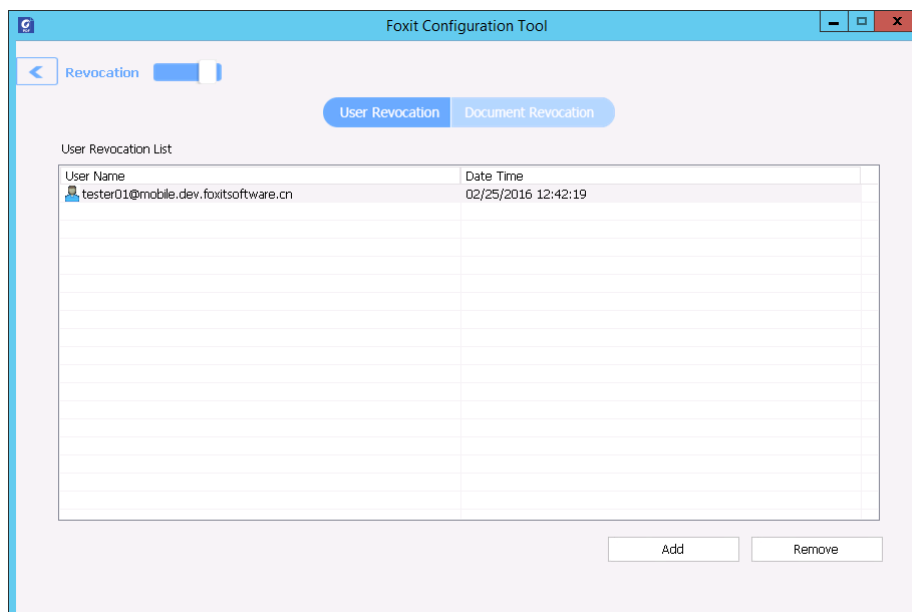 Foxit Configuration Tool
Revocation
User Revocation Document Revocation
User Revocation List
User Name Date Time
tester01@mobile.dev.foxitsoftware.cn 02/25/2016 12:42:19
Add Remove